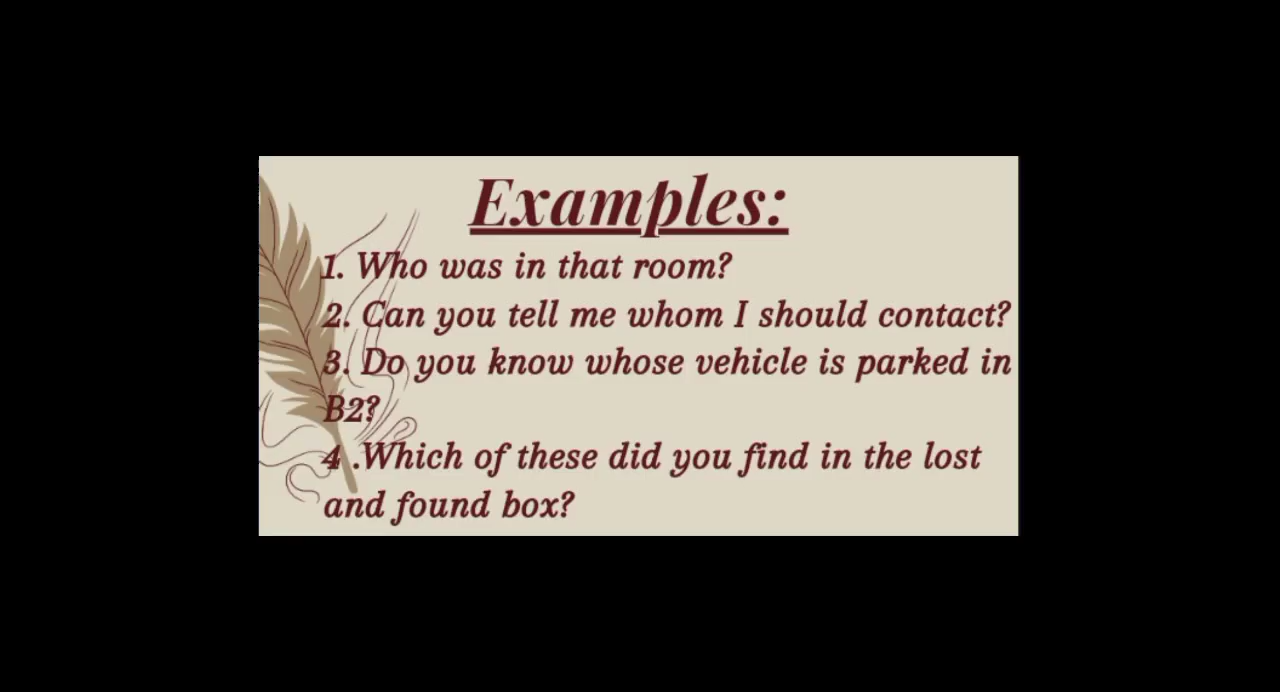 Examples:
1. Who was in that room?
2. Can you tell me whom I should contact?
3. Do you know whose vehicle is parked in
B2?
4 .Which of these did you find in the lost
and found box?